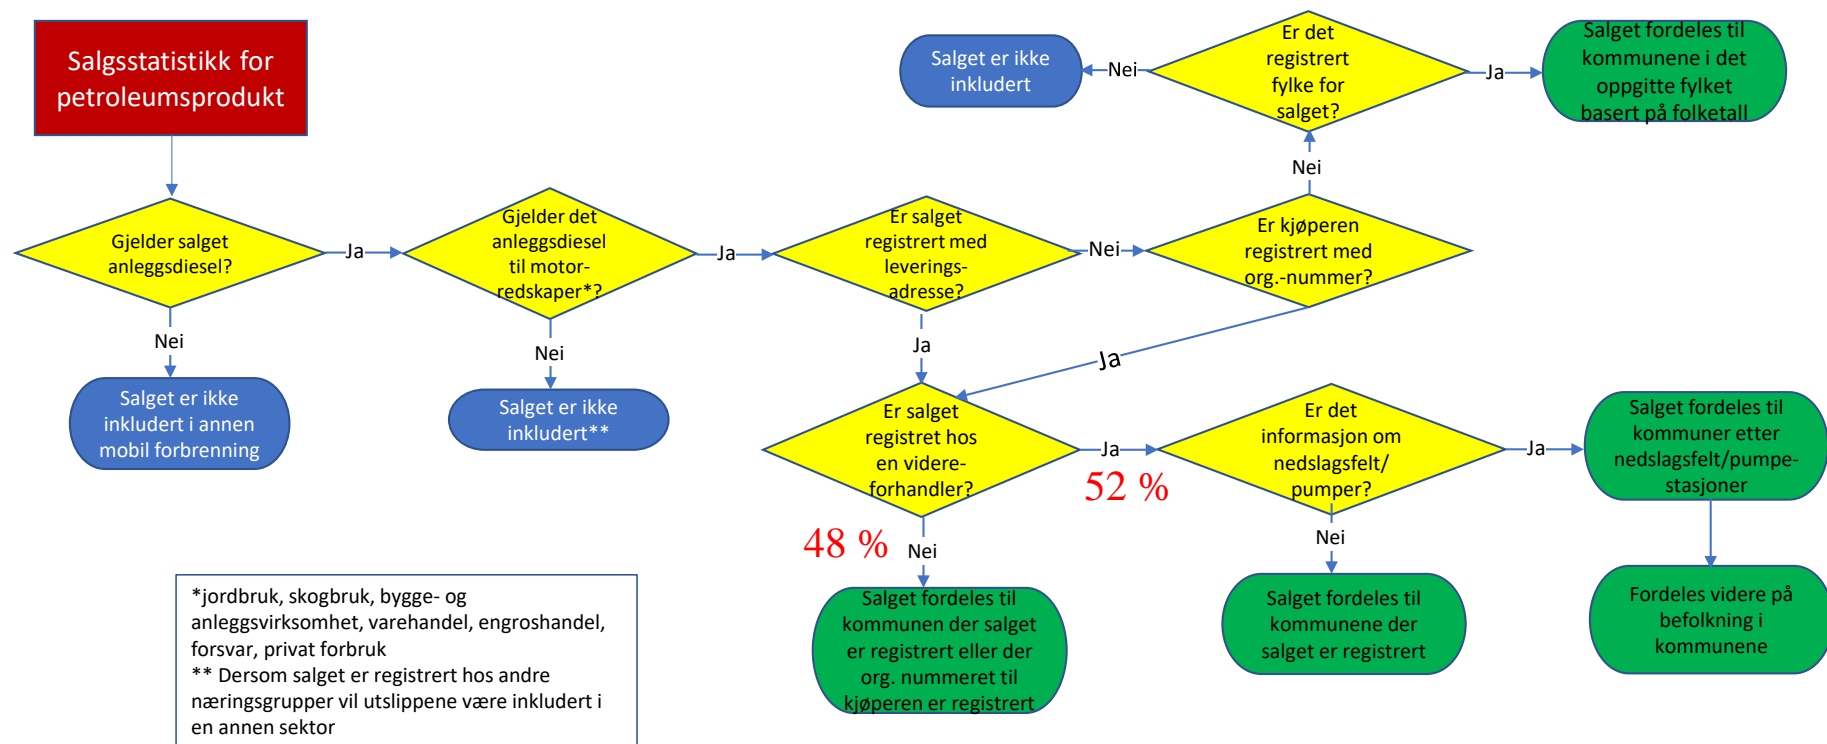 Salgsstatistikk for
petroleumsprodukt
Gjelder salget
anleggsdiesel?
Ja
Nei
Salget er ikke
inkludert i annen
mobil forbrenning
Gjelder det
anleggsdiesel
til motor-
redskaper*?
Ja
Nei
Salget er ikke
inkludert**
Er salget
registrert med
leverings-
adresse?
Nei
Ja
Er kjøperen
registrert med
org.-nummer?
Nei
Ja
Er det
registrert
fylke for
salget?
Nei
Salget er ikke
inkludert
Ja
Salget fordeles til
kommunene i det
oppgitte fylket
basert på folketall
Er salget
registret hos
en videre-
forhandler?
Ja
52 %
48 %
Nei
Salget fordeles til
kommunen der salget
er registrert eller der
org. nummeret til
kjøperen er registrert
Er det
informasjon om
nedslagsfelt/
pumper?
Ja
Nei
Salget fordeles til
kommunene der
salget er registrert
Salget fordeles til
kommuner etter
nedslagsfelt/pumpe-
stasjoner
Fordeles videre på
befolkning i
kommunene
*jordbruk, skogbruk, bygge- og
anleggsvirksomhet, varehandel, engroshandel,
forsvar, privat forbruk
** Dersom salget er registrert hos andre
næringsgrupper vil utslippene være inkludert i
en annen sektor